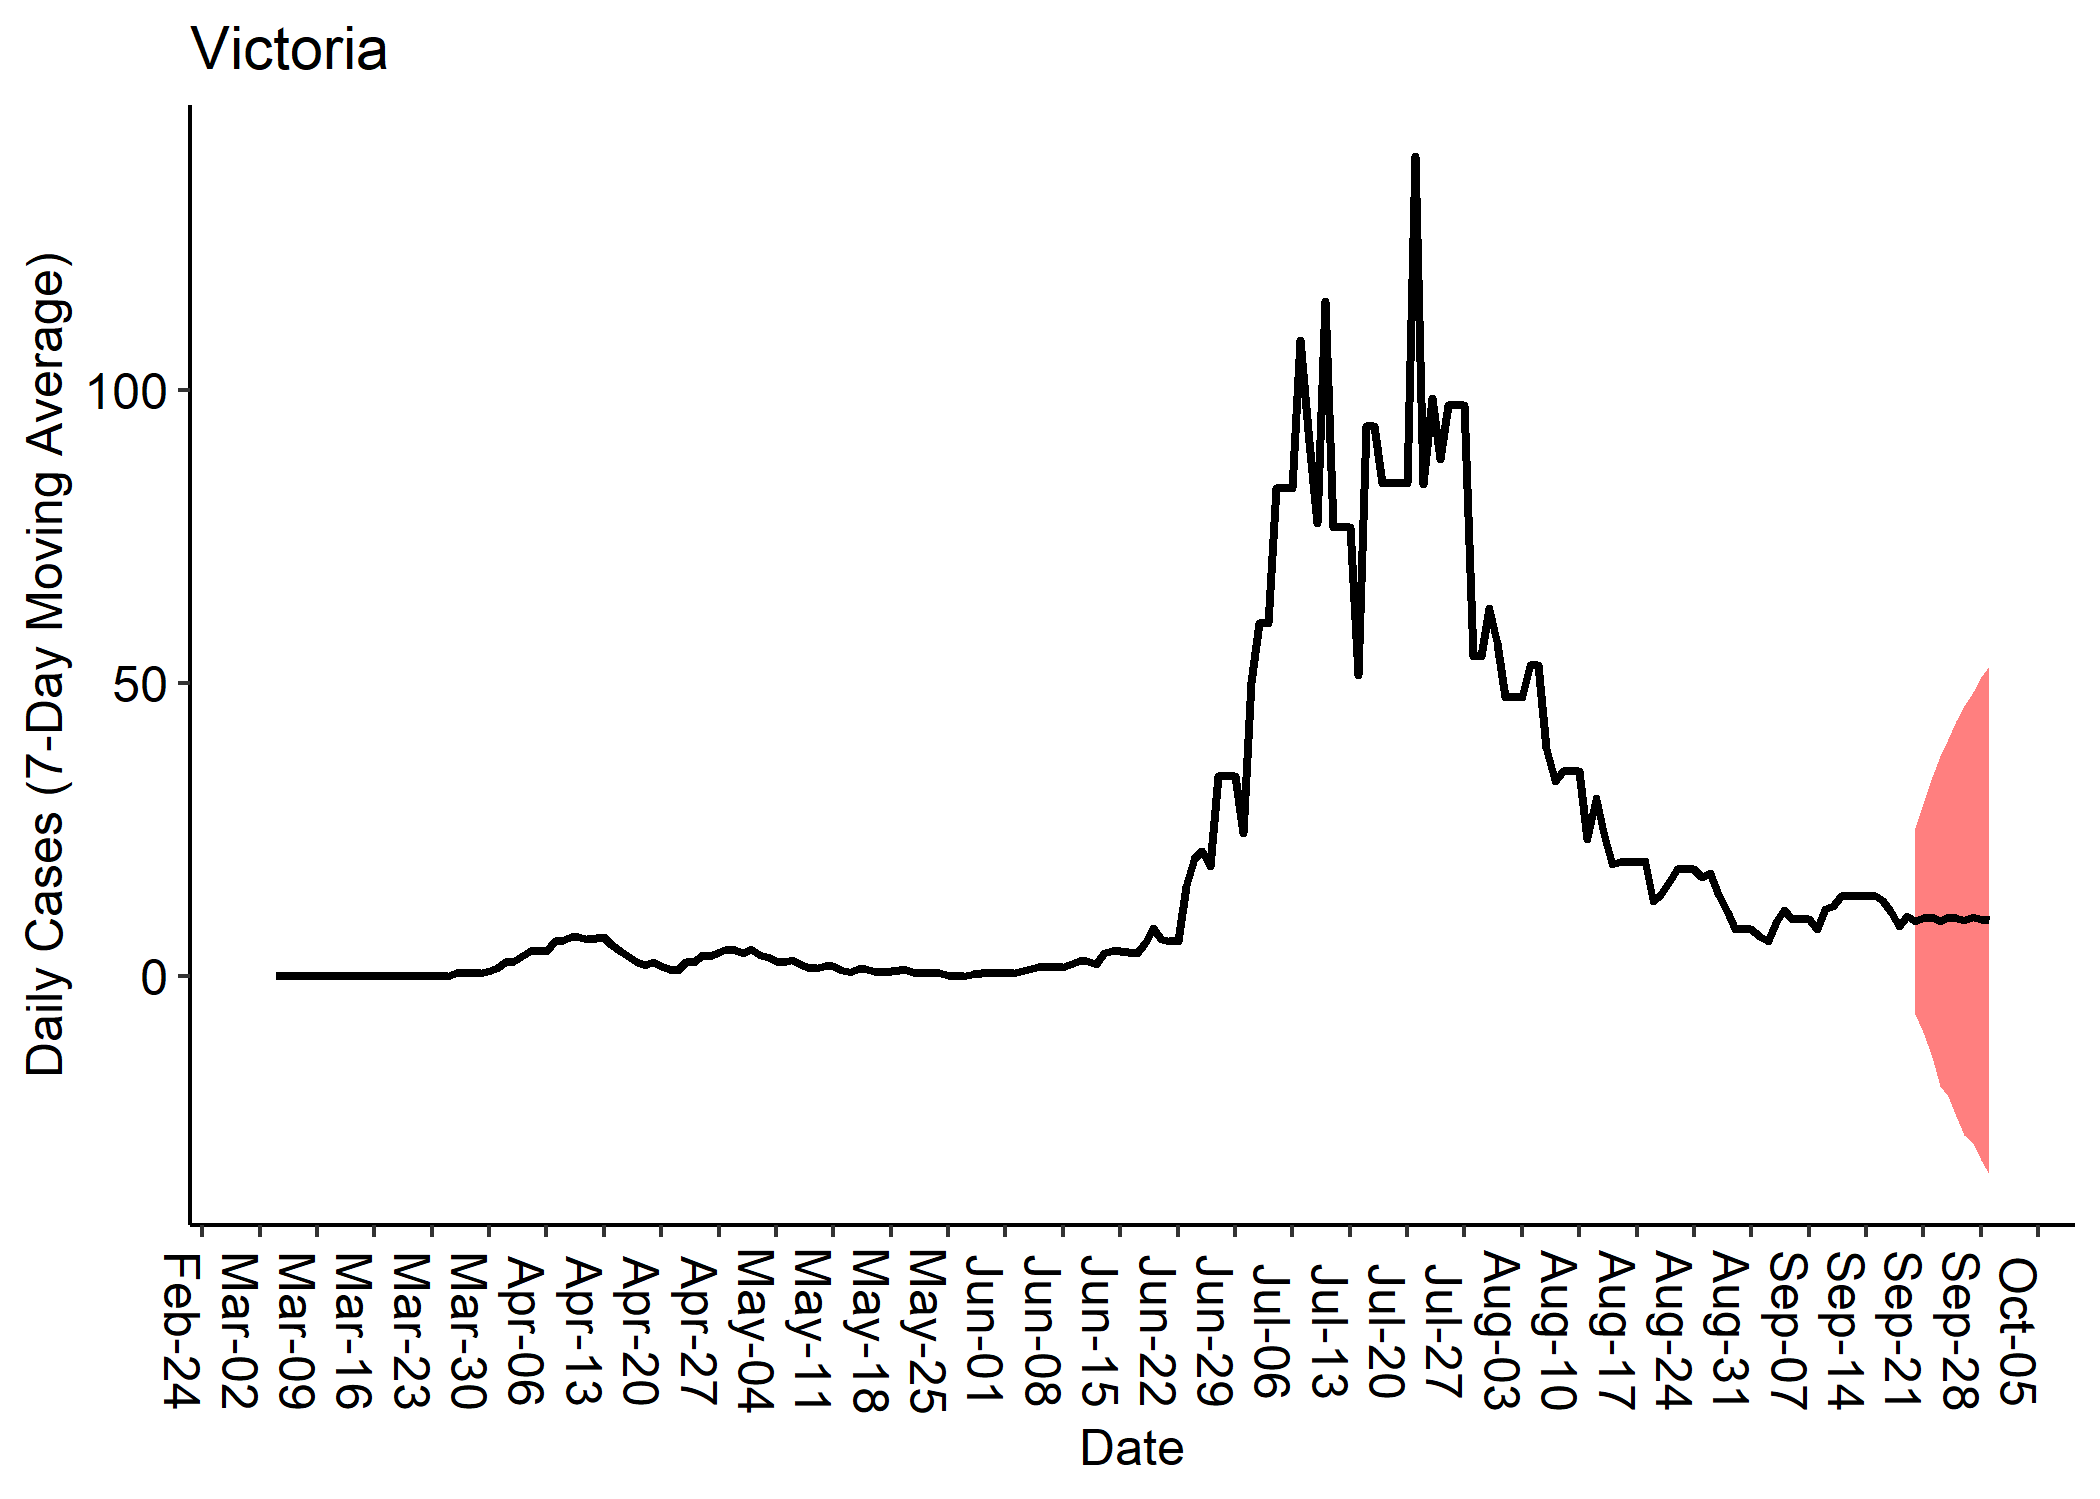 Victoria
Daily Cases (7-Day Moving Average)
100
50
0
Feb-24
Mar-02
Mar-09
Mar-16
Mar-23
Mar-30
Apr-06
Apr-13
Apr-20
Apr-27
May-04
May-11
May-18
May-25
Jun-01
Jun-08
Jun-15
Jun-22
Jun-29
Jul-06
Jul-13
Jul-20
Jul-27
Aug-03
Aug-10
Aug-17
Aug-24
Aug-31
Sep-07
Sep-14
Sep-21
Sep-28
Oct-05
Date